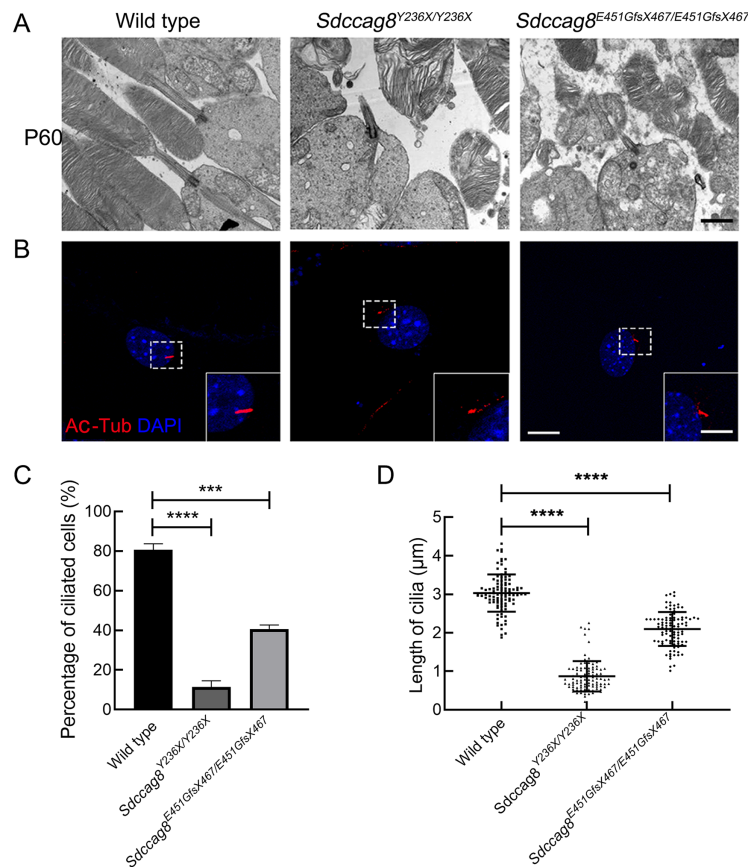 A
Wild type
Sdccag8Y236X/Y236X
Sdccag8E451GfsX467/E451GfsX467
P60
B
Ac-Tub DAPI
C
Percentage of ciliated cells (%)
100
80
60
40
20
0
***
****
Wild type
Sdccag8Y236X/Y236X
Sdccag8E451GfsX467/E451GfsX467
D
Length of cilia (µm)
5
4
3
2
1
0
****
****
Wild type
Sdccag8Y236X/Y236X
Sdccag8E451GfsX467/E451GfsX467